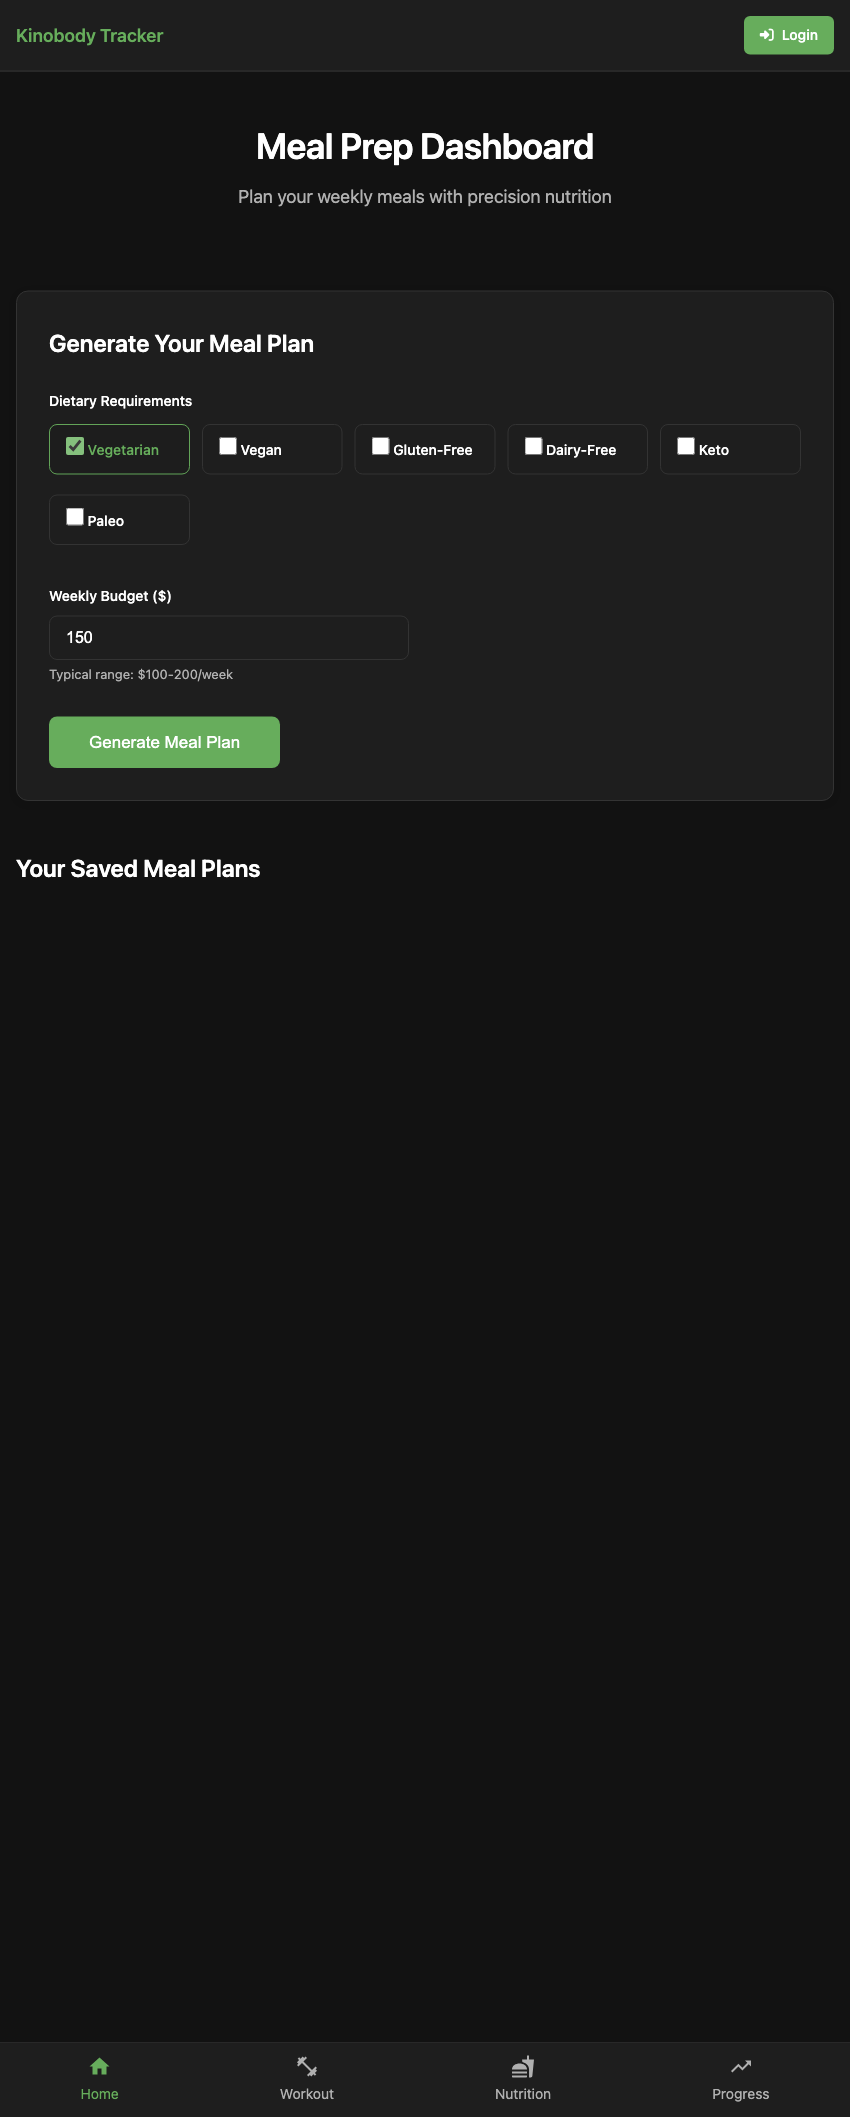 Kinobody Tracker
Login
Meal Prep Dashboard
Plan your weekly meals with precision nutrition
Generate Your Meal Plan
Dietary Requirements
Vegetarian
Vegan
Gluten-Free
Dairy-Free
Keto
Paleo
Weekly Budget ($)
150
Typical range: $100-200/week
Generate Meal Plan
Your Saved Meal Plans
Home
Workout
Nutrition
Progress